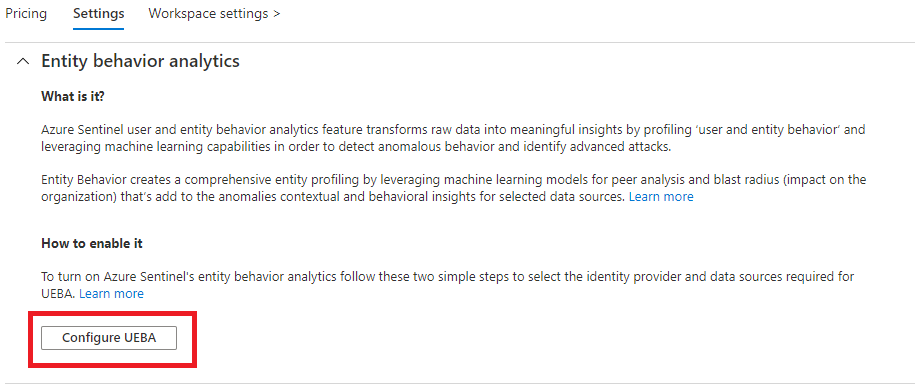 Pricing Settings Workspace settings >
Entity behavior analytics
What is it?
Azure Sentinel user and entity behavior analytics feature transforms raw data into meaningful insights by profiling ‘user and entity behavior’ and
leveraging machine learning capabilities in order to detect anomalous behavior and identify advanced attacks.
Entity Behavior creates a comprehensive entity profiling by leveraging machine learning models for peer analysis and blast radius (impact on the
organization) that’s add to the anomalies contextual and behavioral insights for selected data sources. Learn more
How to enable it
To turn on Azure Sentinel's entity behavior analytics follow these two simple steps to select the identity provider and data sources required for
UEBA. Learn more
Configure UEBA